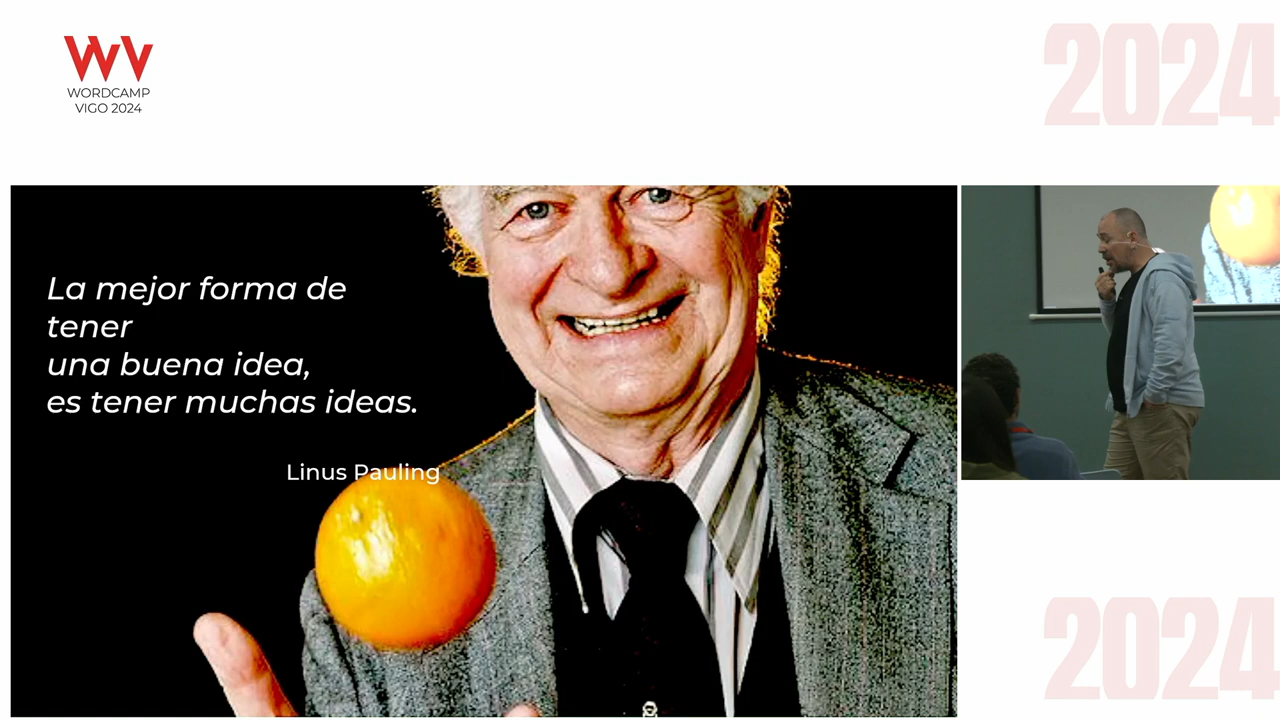 WORDCAMP
VIGO 2024
2024
La mejor forma de
tener
una buena idea,
es tener muchas ideas.
Linus Pauling
2024